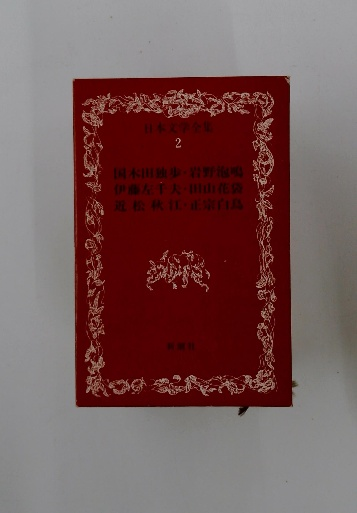 日本文学全集
2
国木田独歩・岩野泡鳴
伊藤左千夫・田山花袋
近松秋江・正宗白鳥
新潮社